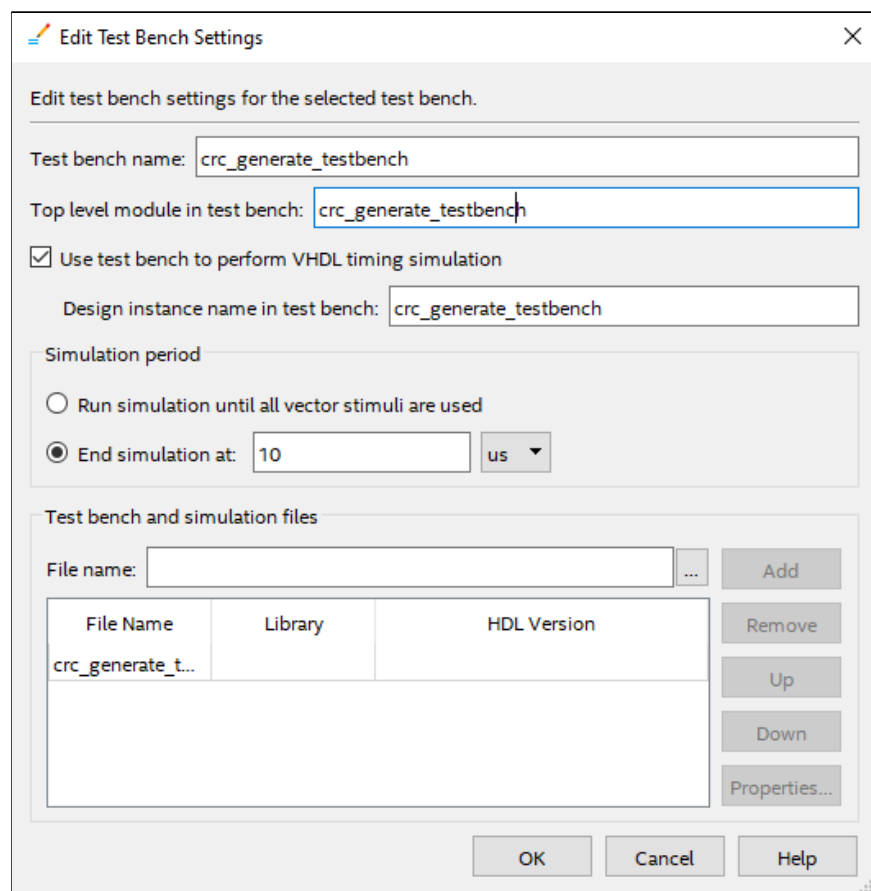 Edit Test Bench Settings
Edit test bench settings for the selected test bench.
Test bench name: crc_generate_testbench
Top level module in test bench: crc_generate_testbench
Use test bench to perform VHDL timing simulation
Design instance name in test bench: crc_generate_testbench
Simulation period
Run simulation until all vector stimuli are used
End simulation at: 10 us
Test bench and simulation files
File name: ... Add
File Name Library HDL Version Remove
crc_generate_t...
Up
Down
Properties...
OK Cancel Help